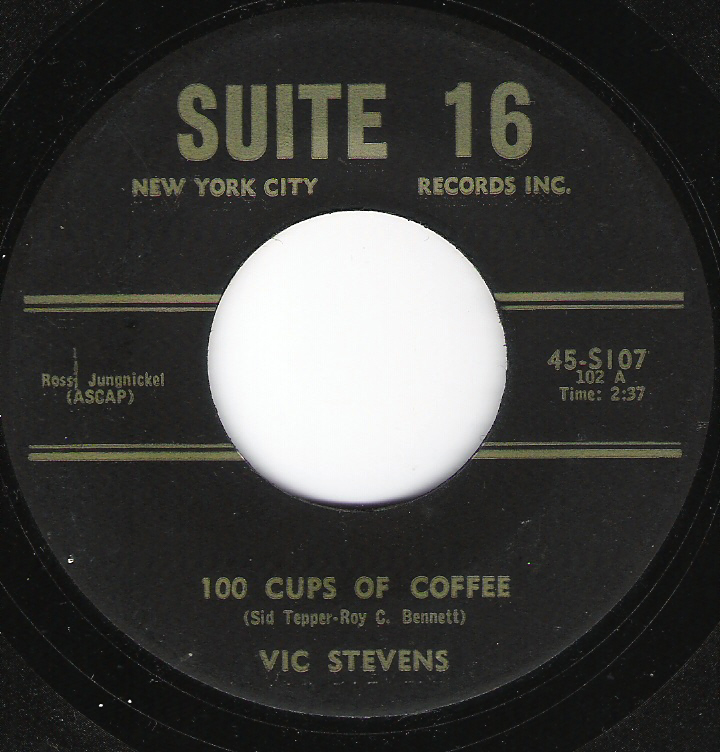 SUITE 16
NEW YORK CITY RECORDS INC.
Ross Jungnickel
(ASCAP)
45-S107
102 A
Time: 2:37
100 CUPS OF COFFEE
(Sid Tepper-Roy C. Bennett)
VIC STEVENS